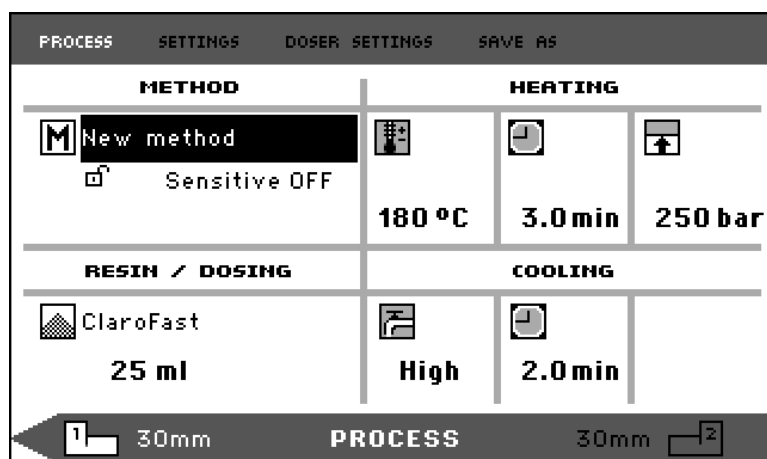 PROCESS SETTINGS DOSER SETTINGS SAVE AS
METHOD HEATING
M New method
Sensitive OFF
180 ºC 3.0 min 250 bar
RESIN / DOSING COOLING
ClaroFast
25 ml High 2.0 min
1 30mm PROCESS 30mm 2